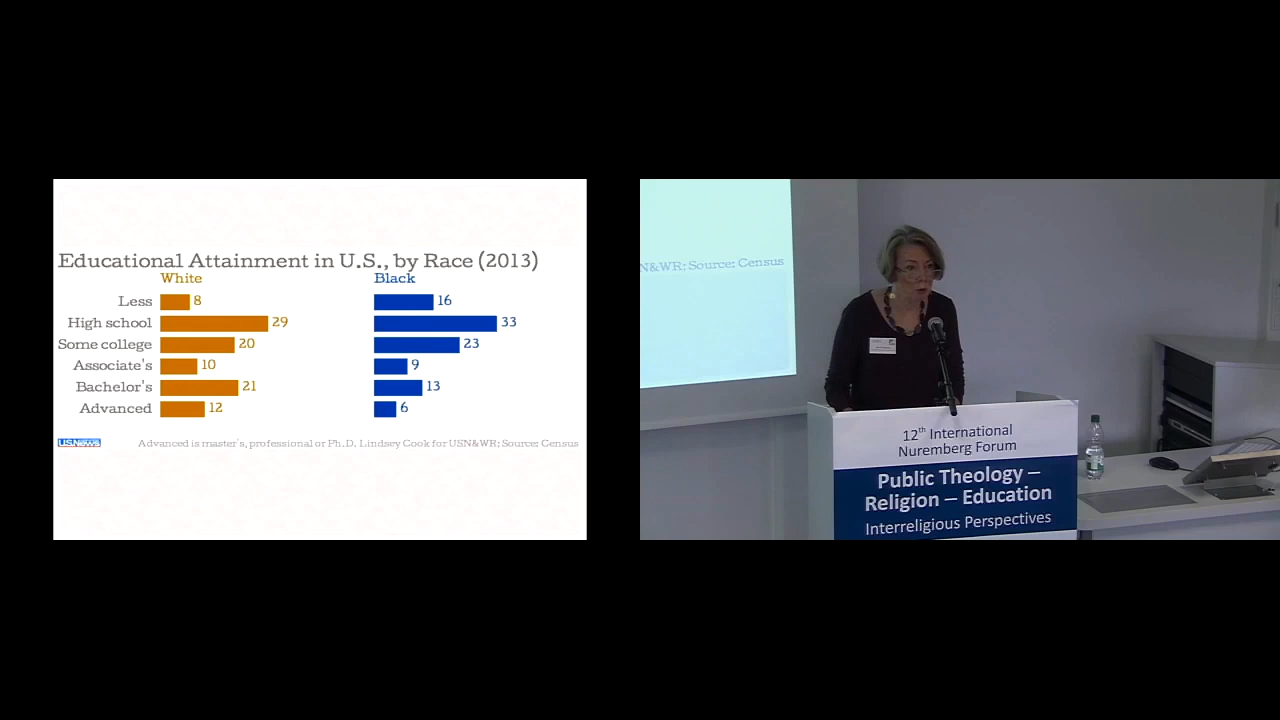 Educational Attainment in U.S., by Race (2013)
White Black
Less 8 16
High school 29 33
Some college 20 23
Associate's 10 9
Bachelor's 21 13
Advanced 12 6
USNEWS Advanced is master's, professional or Ph.D. Lindsey Cook for USN&WR; Source: Census
N&WR; Source: Census
12th International
Nuremberg Forum
Public Theology –
Religion – Education
Interreligious Perspectives